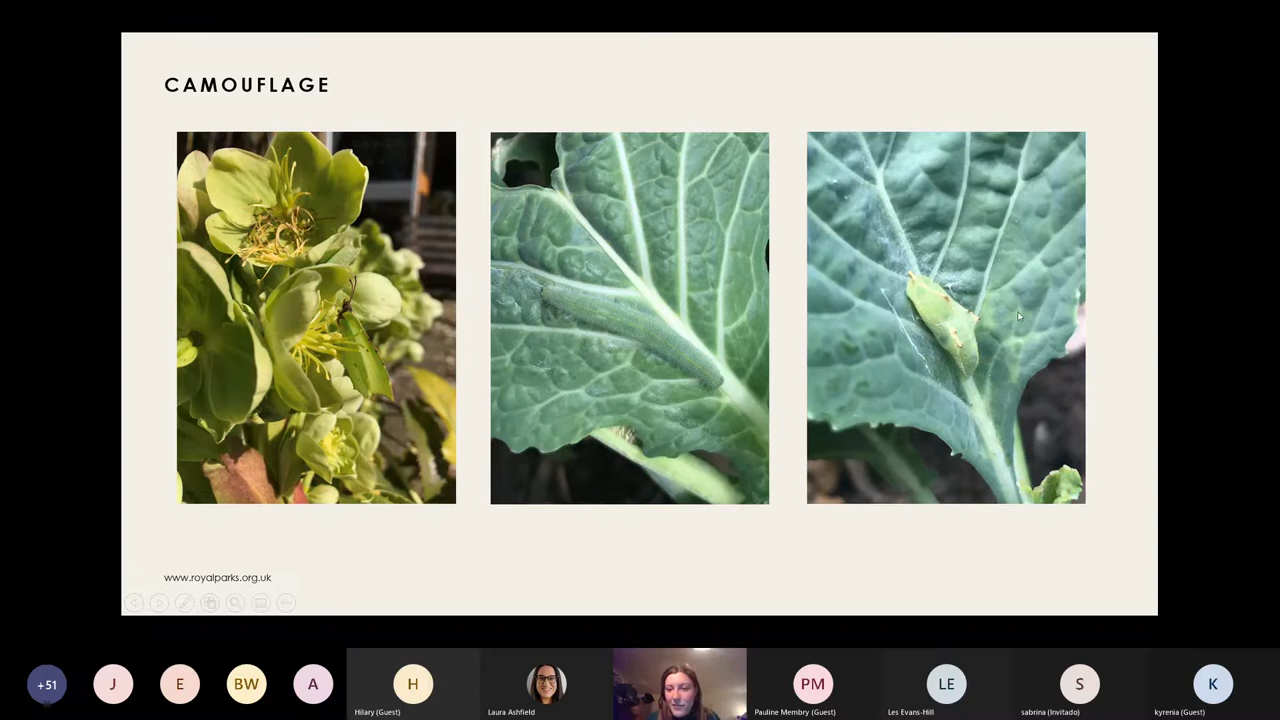 CAMOUFLAGE
www.royalparks.org.uk
+51
J
E
BW
A
H
PM
LE
S
K
Hilary (Guest)
Laura Ashfield
Pauline Membry (Guest)
Les Evans-Hill
sabrina (Invitado)
kyrenia (Guest)